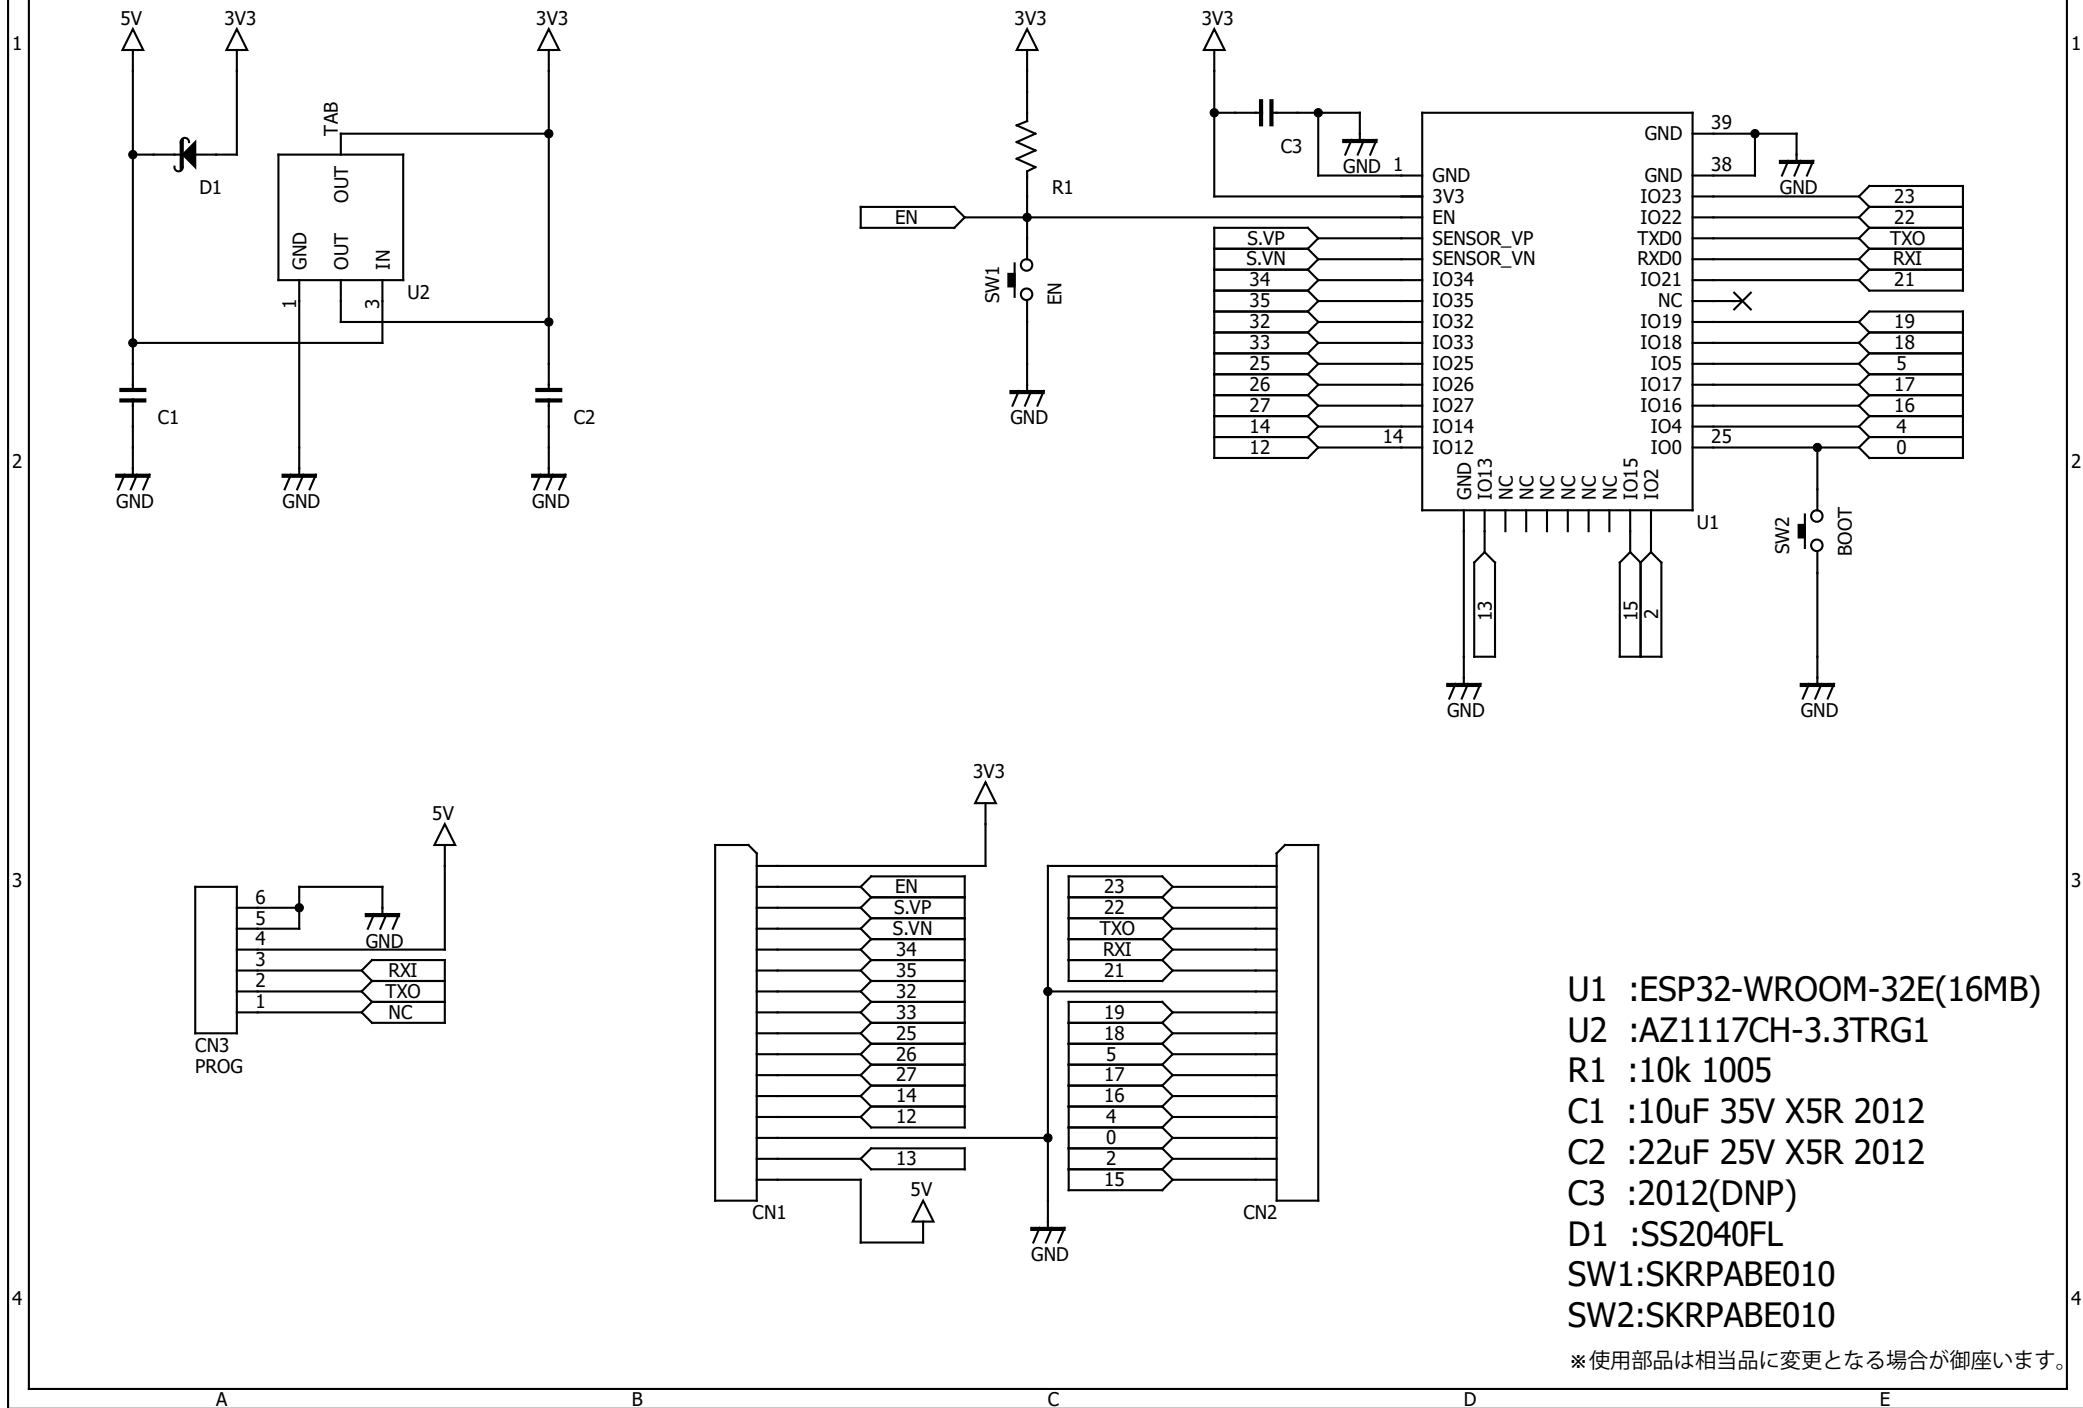 5V
3V3
3V3
3V3
3V3
1
1
TAB
OUT
GND
OUT
IN
1
3
U2
D1
C1
C2
GND
GND
GND
R1
EN
SW1
EN
GND
C3
GND
1
GND
3V3
EN
SENSOR_VP
SENSOR_VN
IO34
IO35
IO32
IO33
IO25
IO26
IO27
IO14
IO12
14
S.VP
S.VN
34
35
32
33
25
26
27
14
12
GND
39
GND
38
GND
IO23
IO22
TXD0
RXD0
IO21
NC
IO19
IO18
IO5
IO17
IO16
IO4
IO0
25
23
22
TXO
RXI
21
19
18
5
17
16
4
0
GND
IO13
NC
NC
NC
NC
NC
NC
IO15
IO2
U1
13
15
2
GND
SW2
BOOT
GND
2
2
5V
6
5
4
3
2
1
GND
RXI
TXO
NC
CN3
PROG
3V3
EN
S.VP
S.VN
34
35
32
33
25
26
27
14
12
13
5V
CN1
23
22
TXO
RXI
21
19
18
5
17
16
4
0
2
15
CN2
GND
3
3
U1 :ESP32-WROOM-32E(16MB)
U2 :AZ1117CH-3.3TRG1
R1 :10k 1005
C1 :10uF 35V X5R 2012
C2 :22uF 25V X5R 2012
C3 :2012(DNP)
D1 :SS2040FL
SW1:SKRPABE010
SW2:SKRPABE010
※使用部品は相当品に変更となる場合が御座います。
4
4
A
B
C
D
E